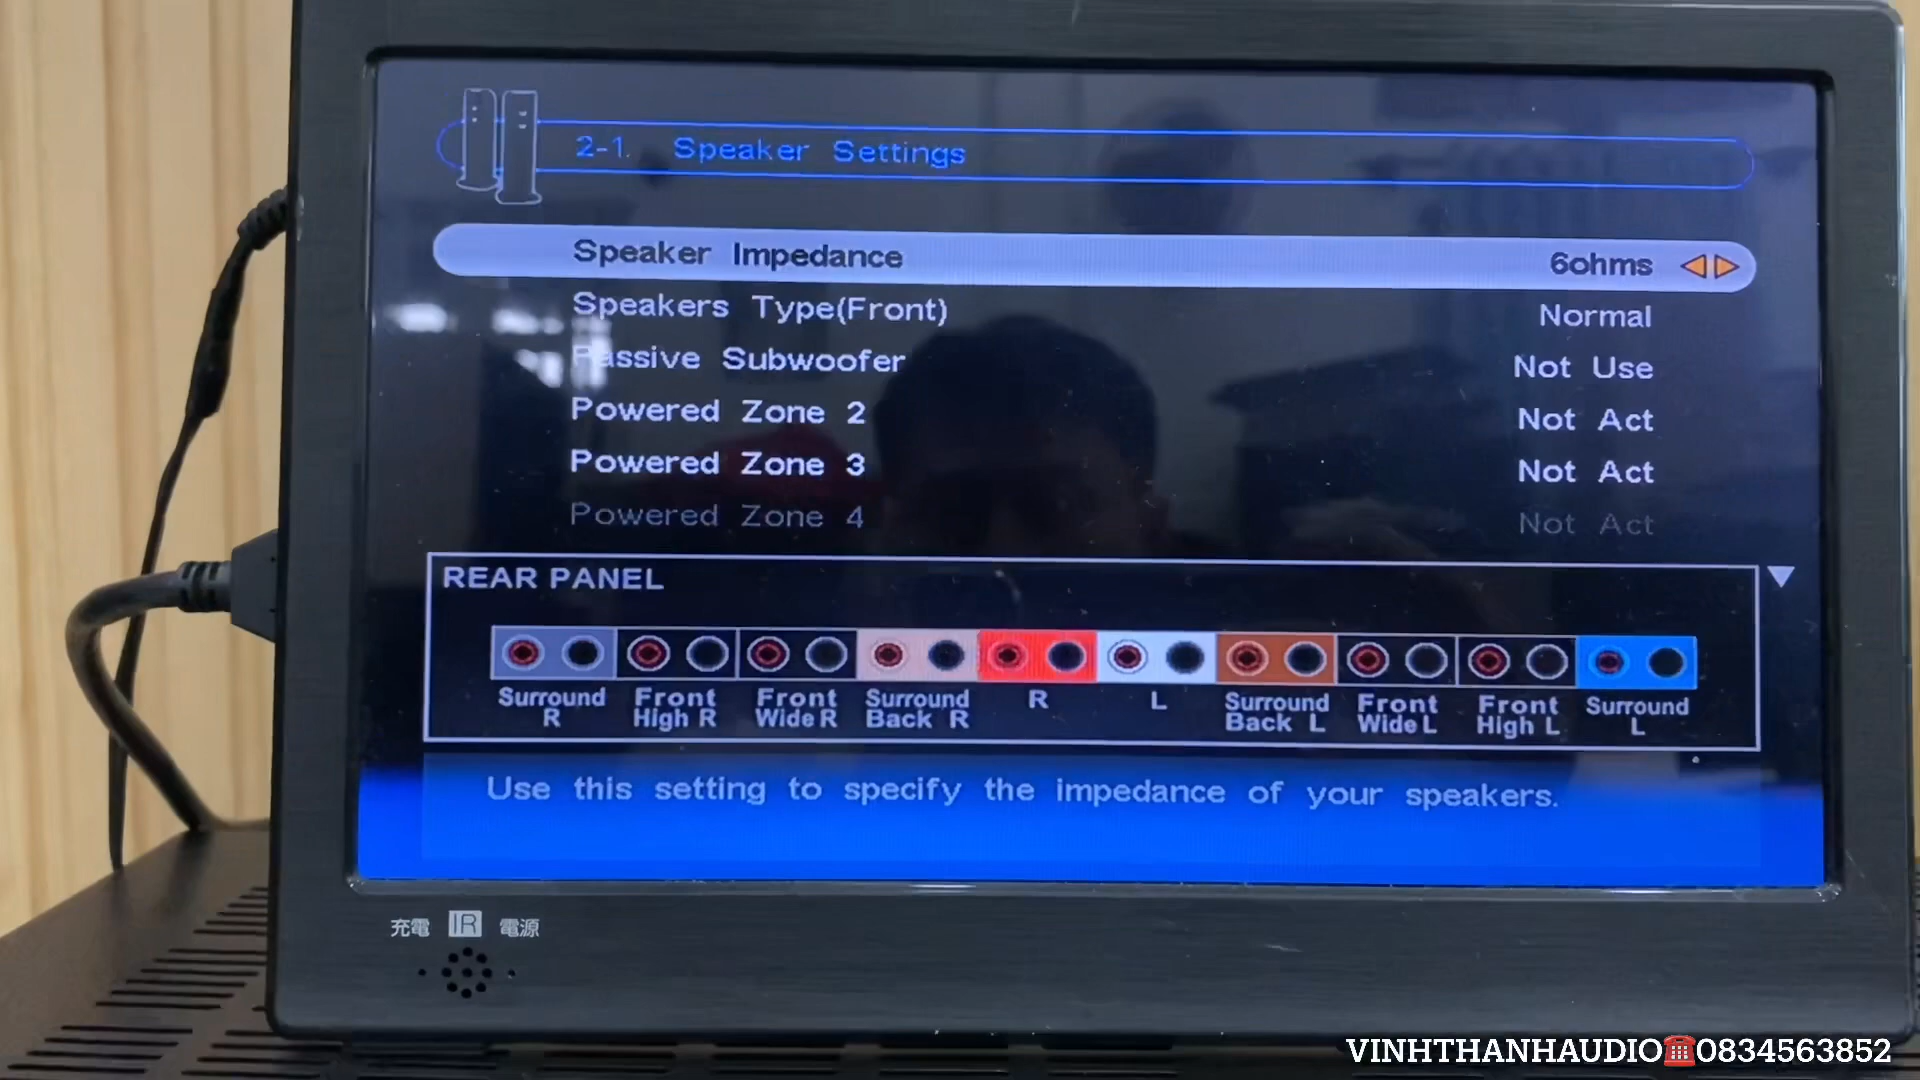 2-1. Speaker Settings
Speaker Impedance 6ohms
Speakers Type(Front) Normal
Passive Subwoofer Not Use
Powered Zone 2 Not Act
Powered Zone 3 Not Act
Powered Zone 4 Not Act
REAR PANEL
Surround R
Front High R
Front Wide R
Surround Back R
R
L
Surround Back L
Front Wide L
Front High L
Surround L
Use this setting to specify the impedance of your speakers.
充電 IR 電源
VINHTHANHAUDIO☎️0834563852